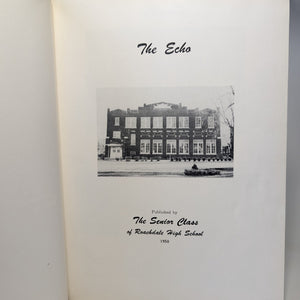 The Echo
Published by
The Senior Class
of Roachdale High School
1956